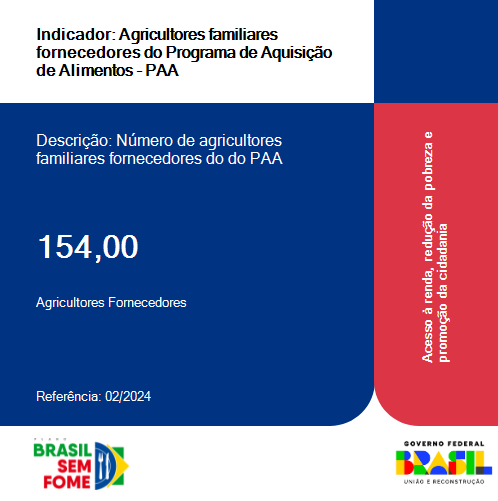 Indicador: Agricultores familiares
fornecedores do Programa de Aquisição
de Alimentos - PAA
Descrição: Número de agricultores
familiares fornecedores do do PAA
154,00
Agricultores Fornecedores
Referência: 02/2024
Acesso à renda, redução da pobreza e
promoção da cidadania
PLANO
BRASIL
SEM
FOME
GOVERNO FEDERAL
BRASIL
UNIÃO E RECONSTRUÇÃO